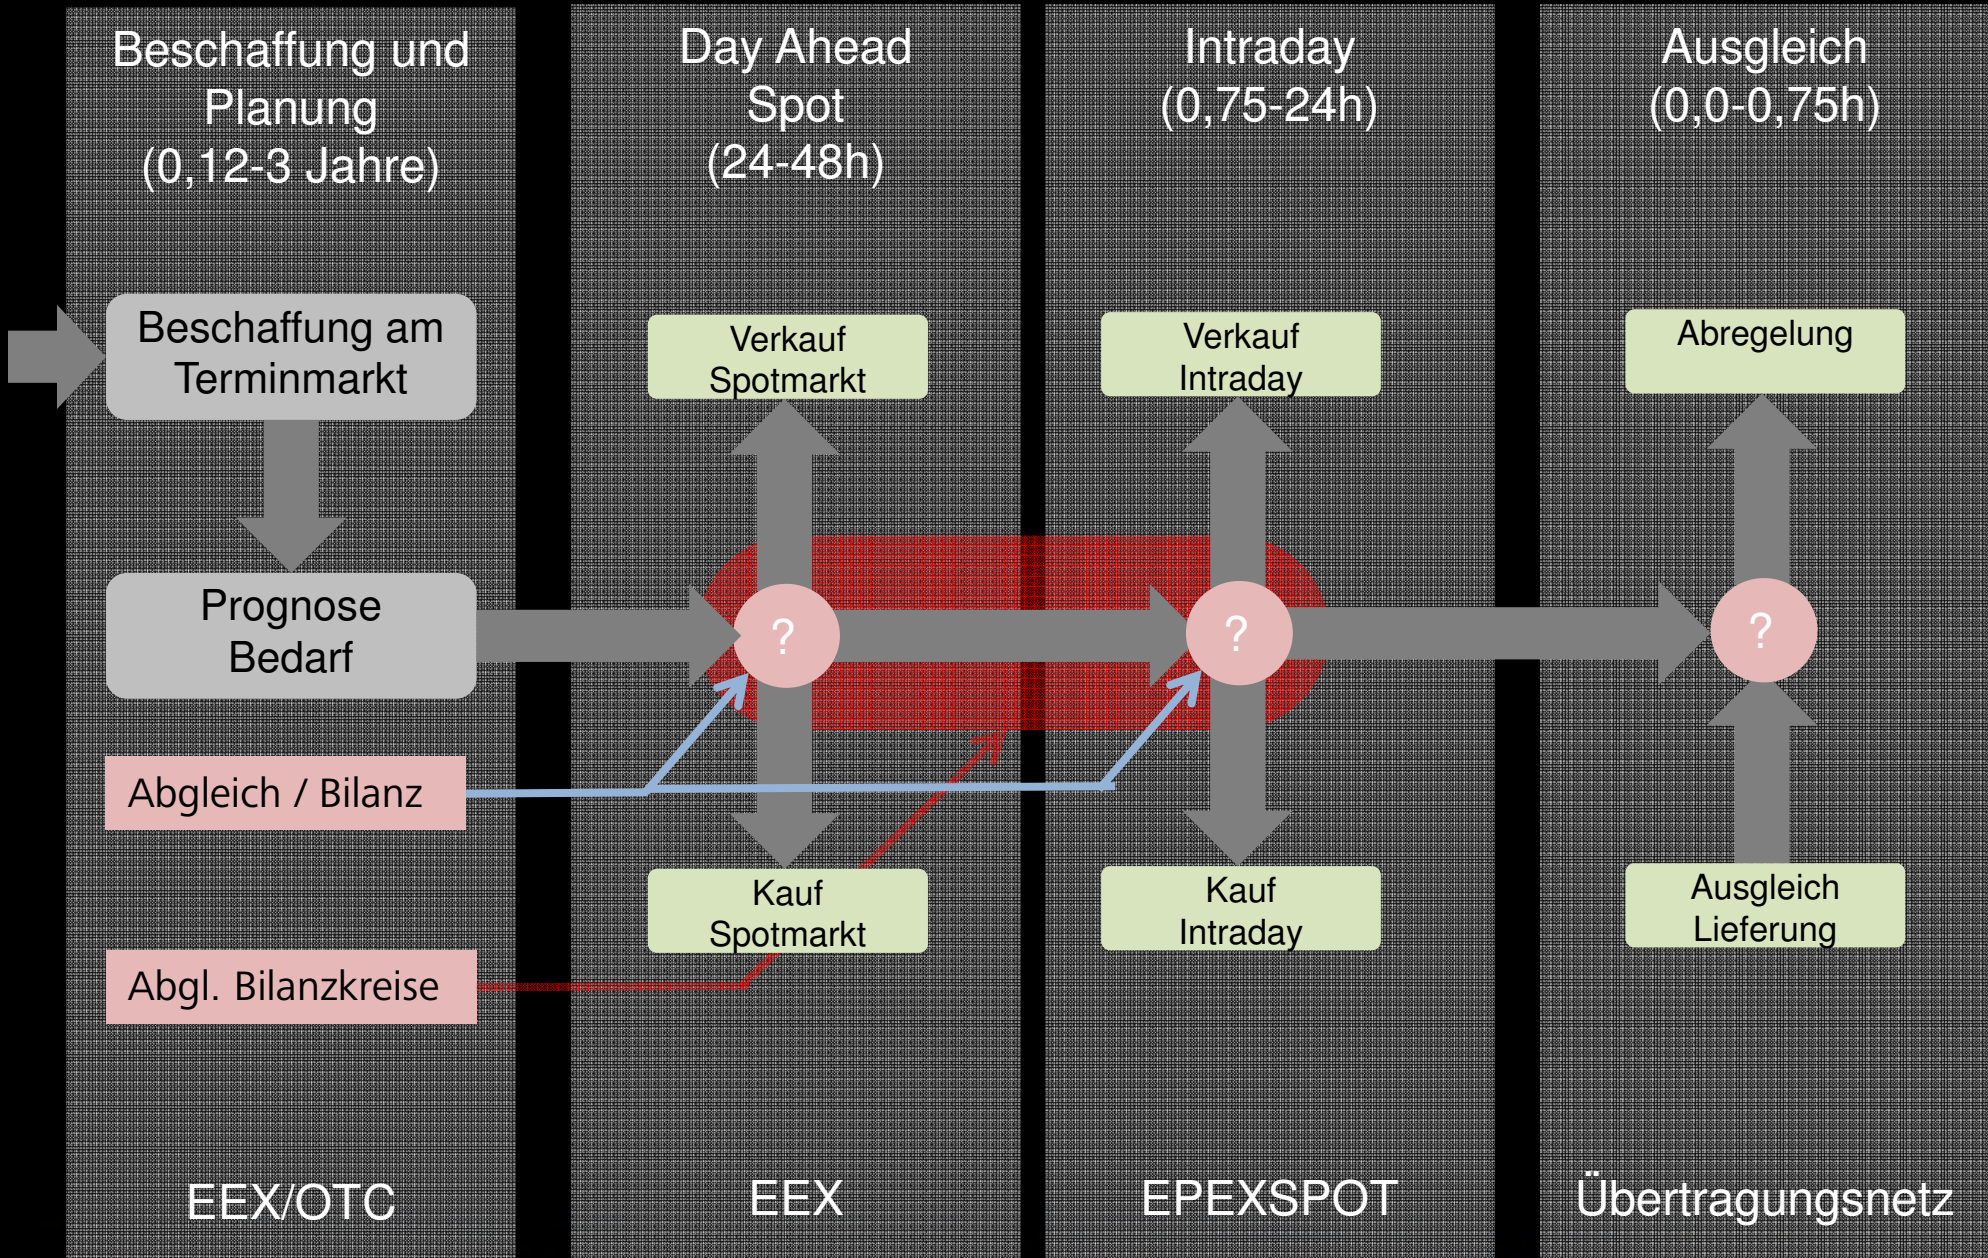 Beschaffung und
Planung
(0,12-3 Jahre)
Day Ahead
Spot
(24-48h)
Intraday
(0,75-24h)
Ausgleich
(0,0-0,75h)
Beschaffung am
Terminmarkt
Verkauf
Spotmarkt
Verkauf
Intraday
Abregelung
Prognose
Bedarf
?
?
?
Abgleich / Bilanz
Kauf
Spotmarkt
Kauf
Intraday
Ausgleich
Lieferung
Abgl. Bilanzkreise
EEX/OTC
EEX
EPEXSPOT
Übertragungsnetz